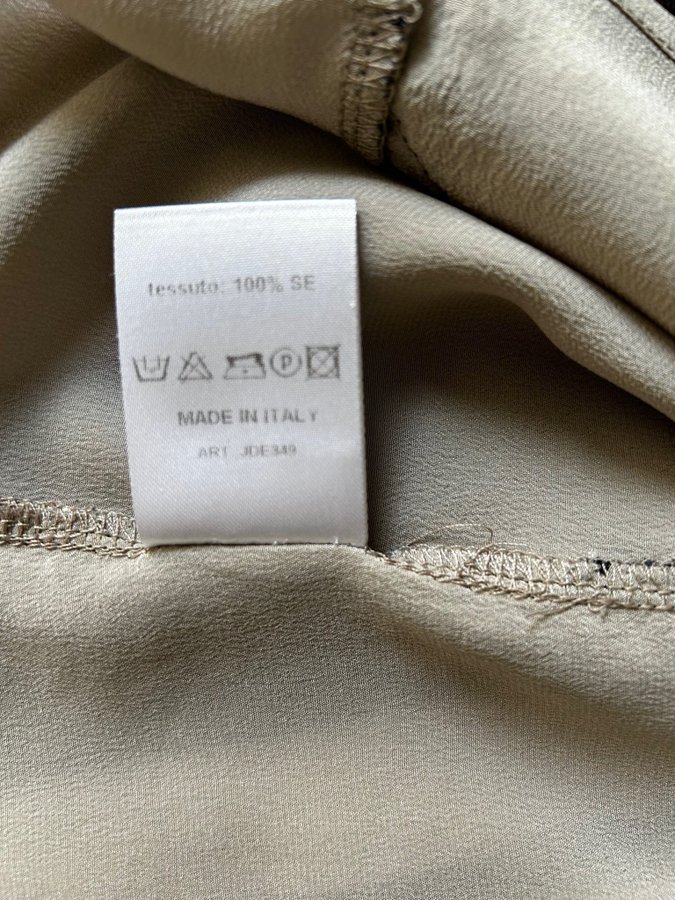 tessuto: 100% SE
P
MADE IN ITALY
ART JDE349